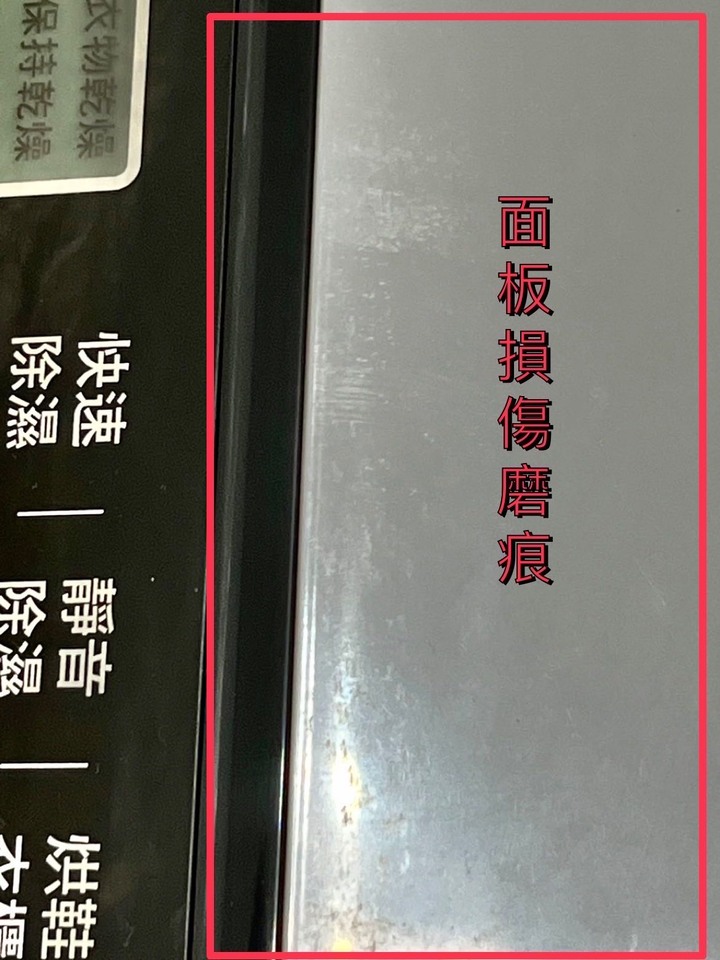 衣物乾燥
保持乾燥
快速
除濕
靜音
除濕
烘鞋
面板損傷磨痕